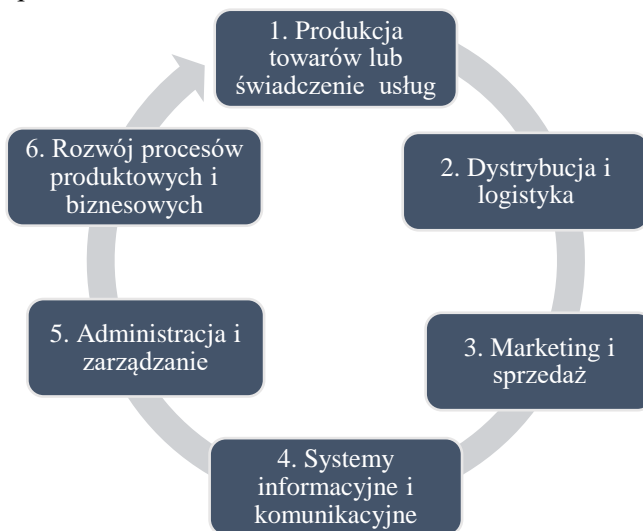 1. Produkcja
towarów lub
świadczenie usług
2. Dystrybucja i
logistyka
3. Marketing i
sprzedaż
4. Systemy
informacyjne i
komunikacyjne
5. Administracja i
zarządzanie
6. Rozwój procesów
produktowych i
biznesowych